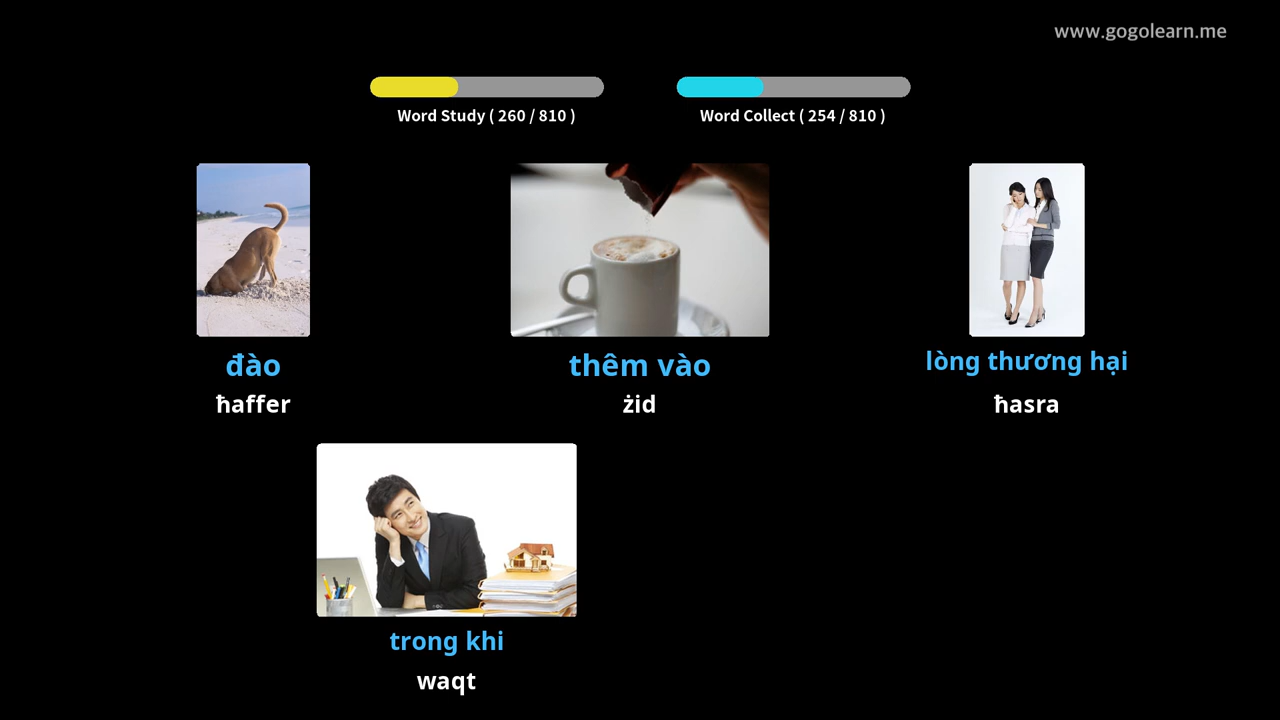 www.gogolearn.me
Word Study ( 260 / 810 )
Word Collect ( 254 / 810 )
đào
thêm vào
lòng thương hại
ħaffer
żid
ħasra
trong khi
waqt